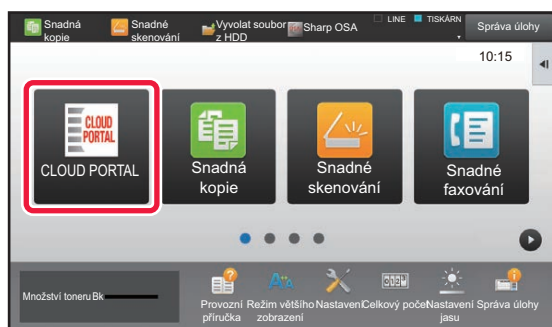 Snadná
kopie
Snadné
skenování
Vyvolat soubor
z HDD
Sharp OSA
LINE
TISKÁRN
Správa úlohy
10:15
CLOUD
PORTAL
CLOUD PORTAL
Snadná
kopie
Snadné
skenování
Snadné
faxování
Množství toneru Bk
Provozní
příručka
Režim většího
zobrazení
Nastavení
Celkový počet
Nastavení
jasu
Správa úlohy